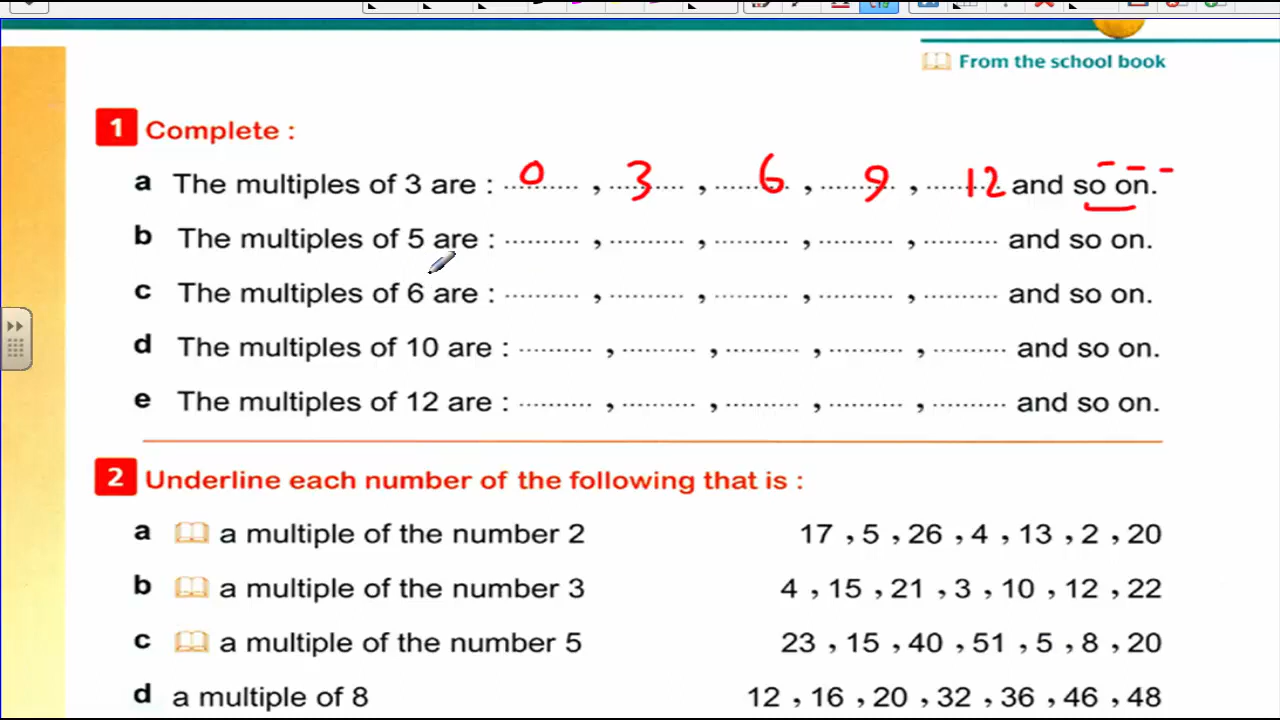 From the school book
1 Complete :
a The multiples of 3 are : 0 , 3 , 6 , 9 , 12 and so on.
b The multiples of 5 are : .......... , .......... , .......... , .......... , .......... and so on.
c The multiples of 6 are : .......... , .......... , .......... , .......... , .......... and so on.
d The multiples of 10 are : .......... , .......... , .......... , .......... , .......... and so on.
e The multiples of 12 are : .......... , .......... , .......... , .......... , .......... and so on.
2 Underline each number of the following that is :
a a multiple of the number 2 17 , 5 , 26 , 4 , 13 , 2 , 20
b a multiple of the number 3 4 , 15 , 21 , 3 , 10 , 12 , 22
c a multiple of the number 5 23 , 15 , 40 , 51 , 5 , 8 , 20
d a multiple of 8 12 , 16 , 20 , 32 , 36 , 46 , 48